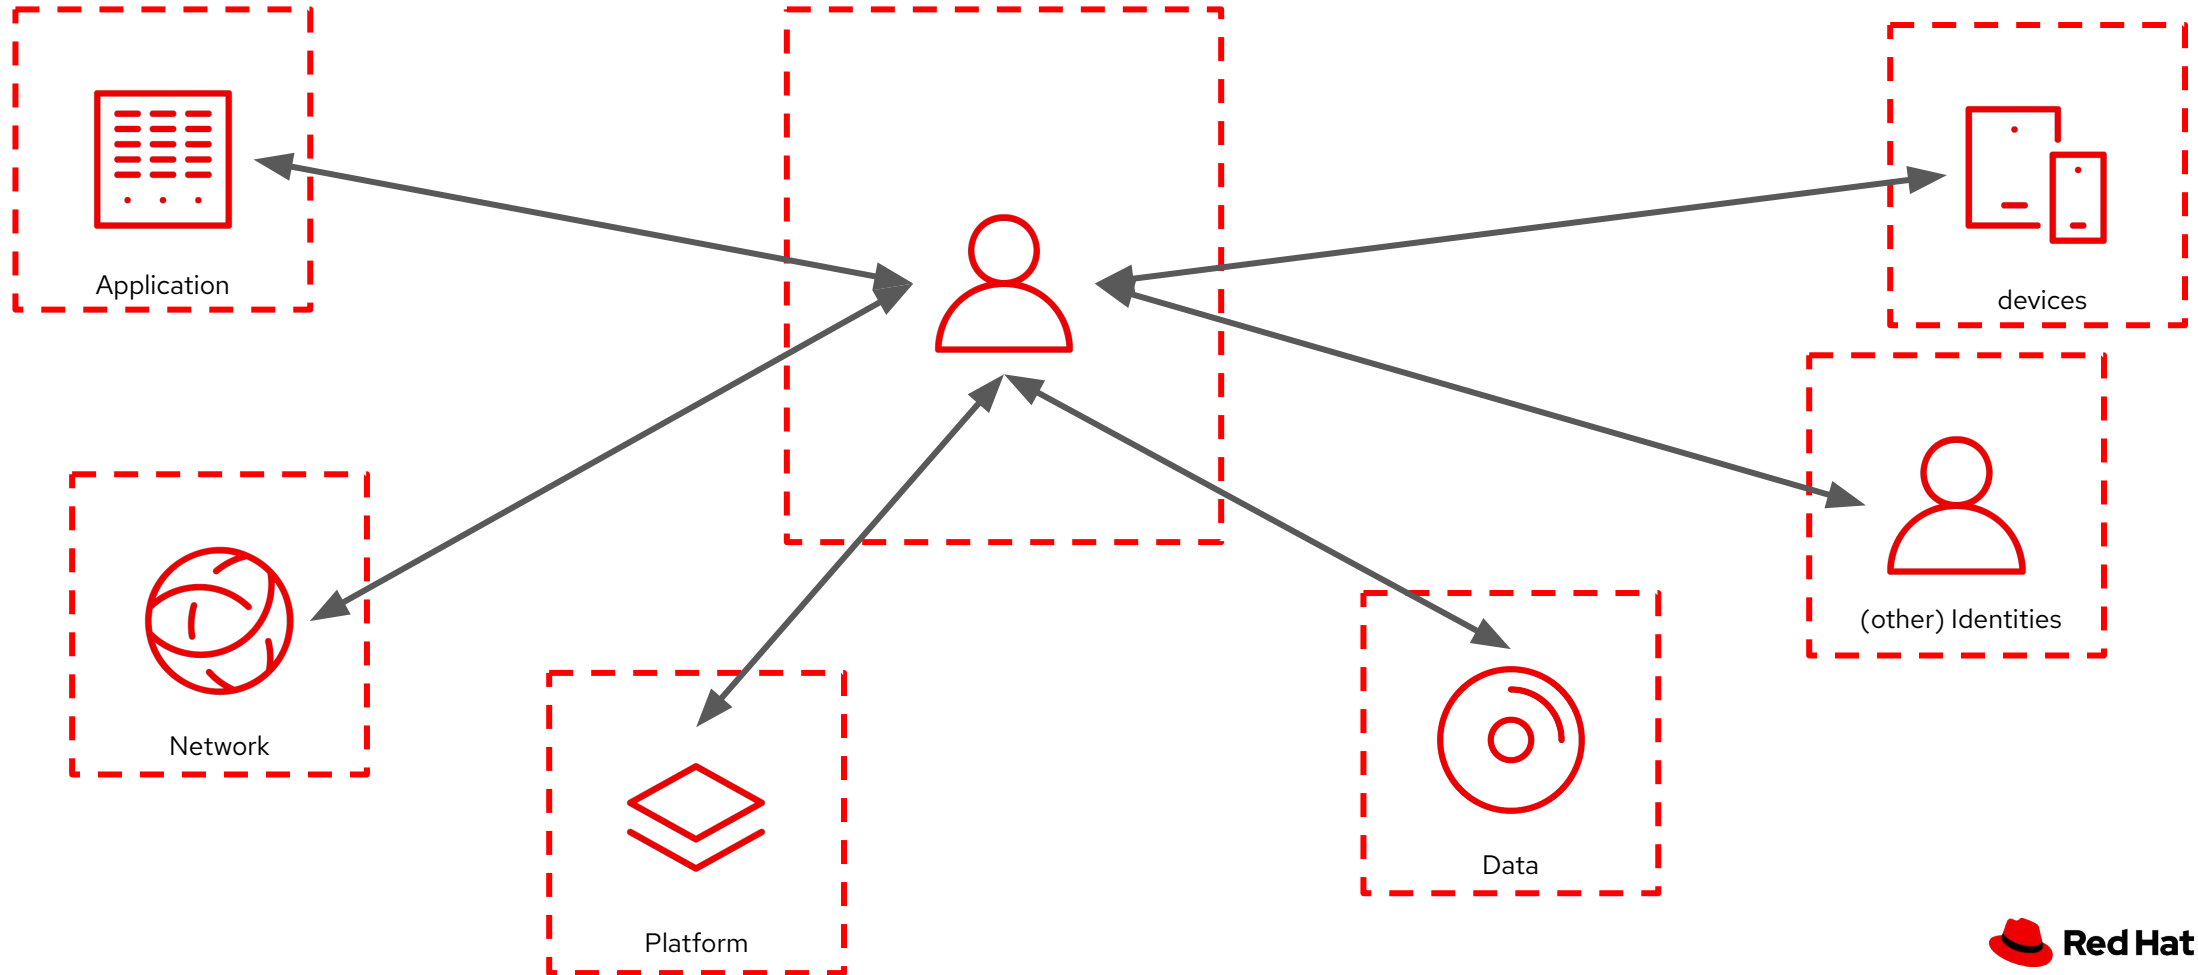 Application
devices
(other) Identities
Network
Data
Platform
Red Hat